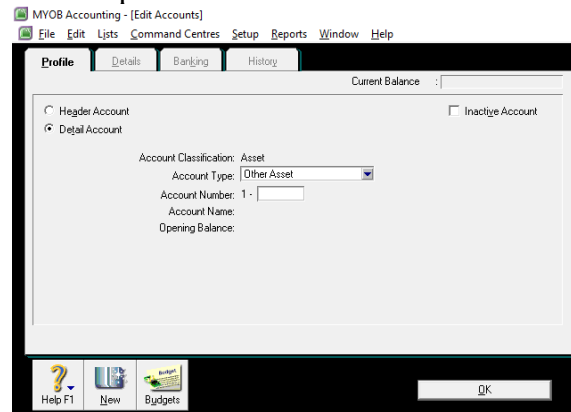 MYOB Accounting - [Edit Accounts]
File Edit Lists Command Centres Setup Reports Window Help
Profile Details Banking History
Current Balance :
Header Account Inactive Account
Detail Account
Account Classification: Asset
Account Type: Other Asset
Account Number: 1 -
Account Name:
Opening Balance:
Budget
Help F1 New Budgets OK